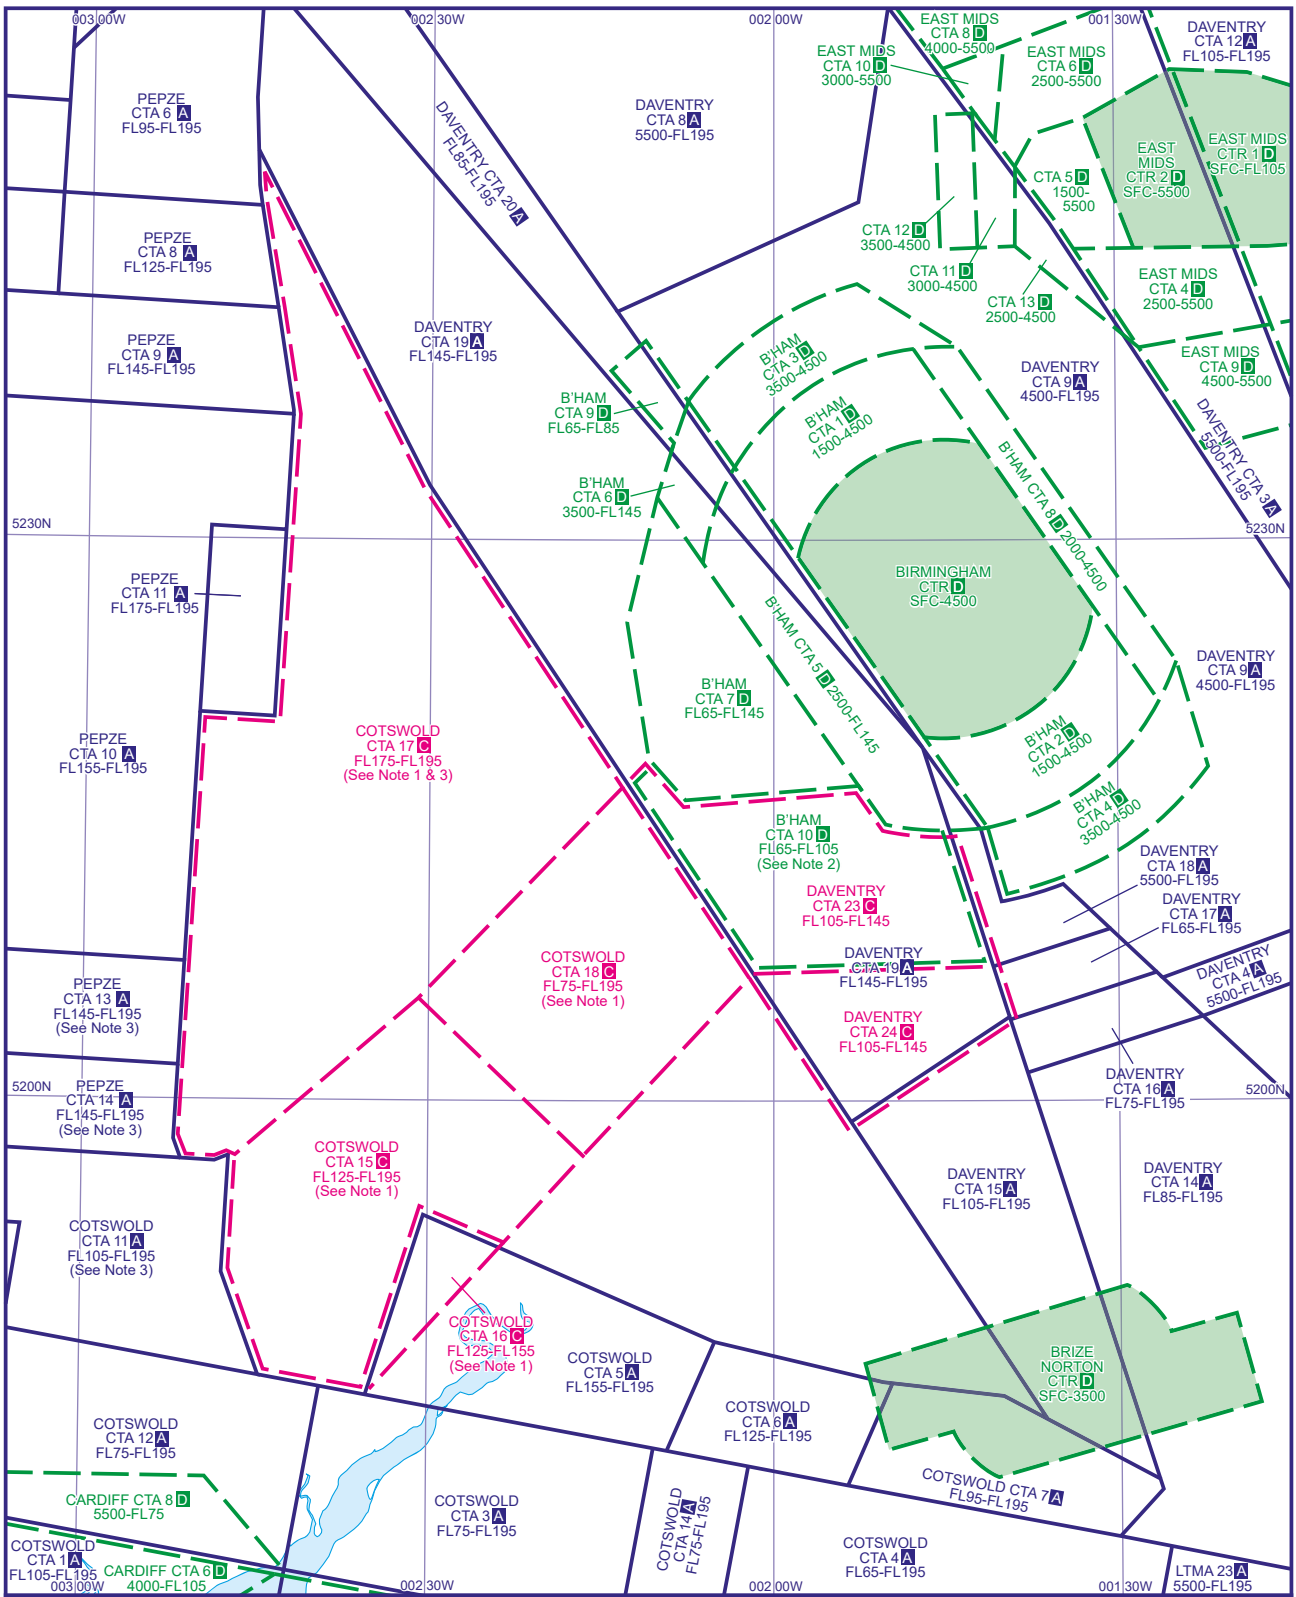 003 00W
002 30W
002 00W
001 30W
EAST MIDS
CTA 8 D
4000-5500
DAVENTRY
CTA 12 A
FL105-FL195
EAST MIDS
CTA 10 D
3000-5500
EAST MIDS
CTA 6 D
2500-5500
PEPZE
CTA 6 A
FL95-FL195
DAVENTRY CTA 20 A
FL85-FL195
DAVENTRY
CTA 8 A
5500-FL195
EAST MIDS
CTR 1 D
SFC-FL105
EAST
MIDS
CTR 2 D
SFC-5500
CTA 5 D
1500-
5500
PEPZE
CTA 8 A
FL125-FL195
CTA 12 D
3500-4500
CTA 11 D
3000-4500
EAST MIDS
CTA 4 D
2500-5500
CTA 13 D
2500-4500
PEPZE
CTA 9 A
FL145-FL195
DAVENTRY
CTA 19 A
FL145-FL195
B'HAM
CTA 3 D
3500-4500
EAST MIDS
CTA 9 D
4500-5500
DAVENTRY
CTA 9 A
4500-FL195
B'HAM
CTA 9 D
FL65-FL85
B'HAM
CTA 1 D
1500-4500
DAVENTRY CTA 3 A
5500-FL195
B'HAM
CTA 6 D
3500-FL145
B'HAM CTA 8 D 2000-4500
5230N
5230N
PEPZE
CTA 11 A
FL175-FL195
BIRMINGHAM
CTR D
SFC-4500
B'HAM CTA 5 D 2500-FL145
DAVENTRY
CTA 9 A
4500-FL195
B'HAM
CTA 7 D
FL65-FL145
PEPZE
CTA 10 A
FL155-FL195
COTSWOLD
CTA 17 C
FL175-FL195
(See Note 1 & 3)
B'HAM
CTA 2 D
1500-4500
B'HAM
CTA 4 D
3500-4500
B'HAM
CTA 10 D
FL65-FL105
(See Note 2)
DAVENTRY
CTA 18 A
5500-FL195
DAVENTRY
CTA 23 C
FL105-FL145
DAVENTRY
CTA 17 A
FL65-FL195
COTSWOLD
CTA 18 C
FL75-FL195
(See Note 1)
DAVENTRY
CTA 19 A
FL145-FL195
DAVENTRY
CTA 4 A
5500-FL195
PEPZE
CTA 13 A
FL145-FL195
(See Note 3)
DAVENTRY
CTA 24 C
FL105-FL145
5200N
5200N
PEPZE
CTA 14 A
FL145-FL195
(See Note 3)
DAVENTRY
CTA 16 A
FL75-FL195
COTSWOLD
CTA 15 C
FL125-FL195
(See Note 1)
DAVENTRY
CTA 15 A
FL105-FL195
DAVENTRY
CTA 14 A
FL85-FL195
COTSWOLD
CTA 11 A
FL105-FL195
(See Note 3)
COTSWOLD
CTA 16 C
FL125-FL155
(See Note 1)
COTSWOLD
CTA 5 A
FL155-FL195
BRIZE
NORTON
CTR D
SFC-3500
COTSWOLD
CTA 12 A
FL75-FL195
COTSWOLD
CTA 6 A
FL125-FL195
COTSWOLD CTA 7 A
FL95-FL195
CARDIFF CTA 8 D
5500-FL75
COTSWOLD
CTA 3 A
FL75-FL195
COTSWOLD
CTA 14 A
FL75-FL195
COTSWOLD
CTA 4 A
FL65-FL195
COTSWOLD
CTA 1 A
FL105-FL195
CARDIFF CTA 6 D
4000-FL105
LTMA 23 A
5500-FL195
003 00W
002 30W
002 00W
001 30W